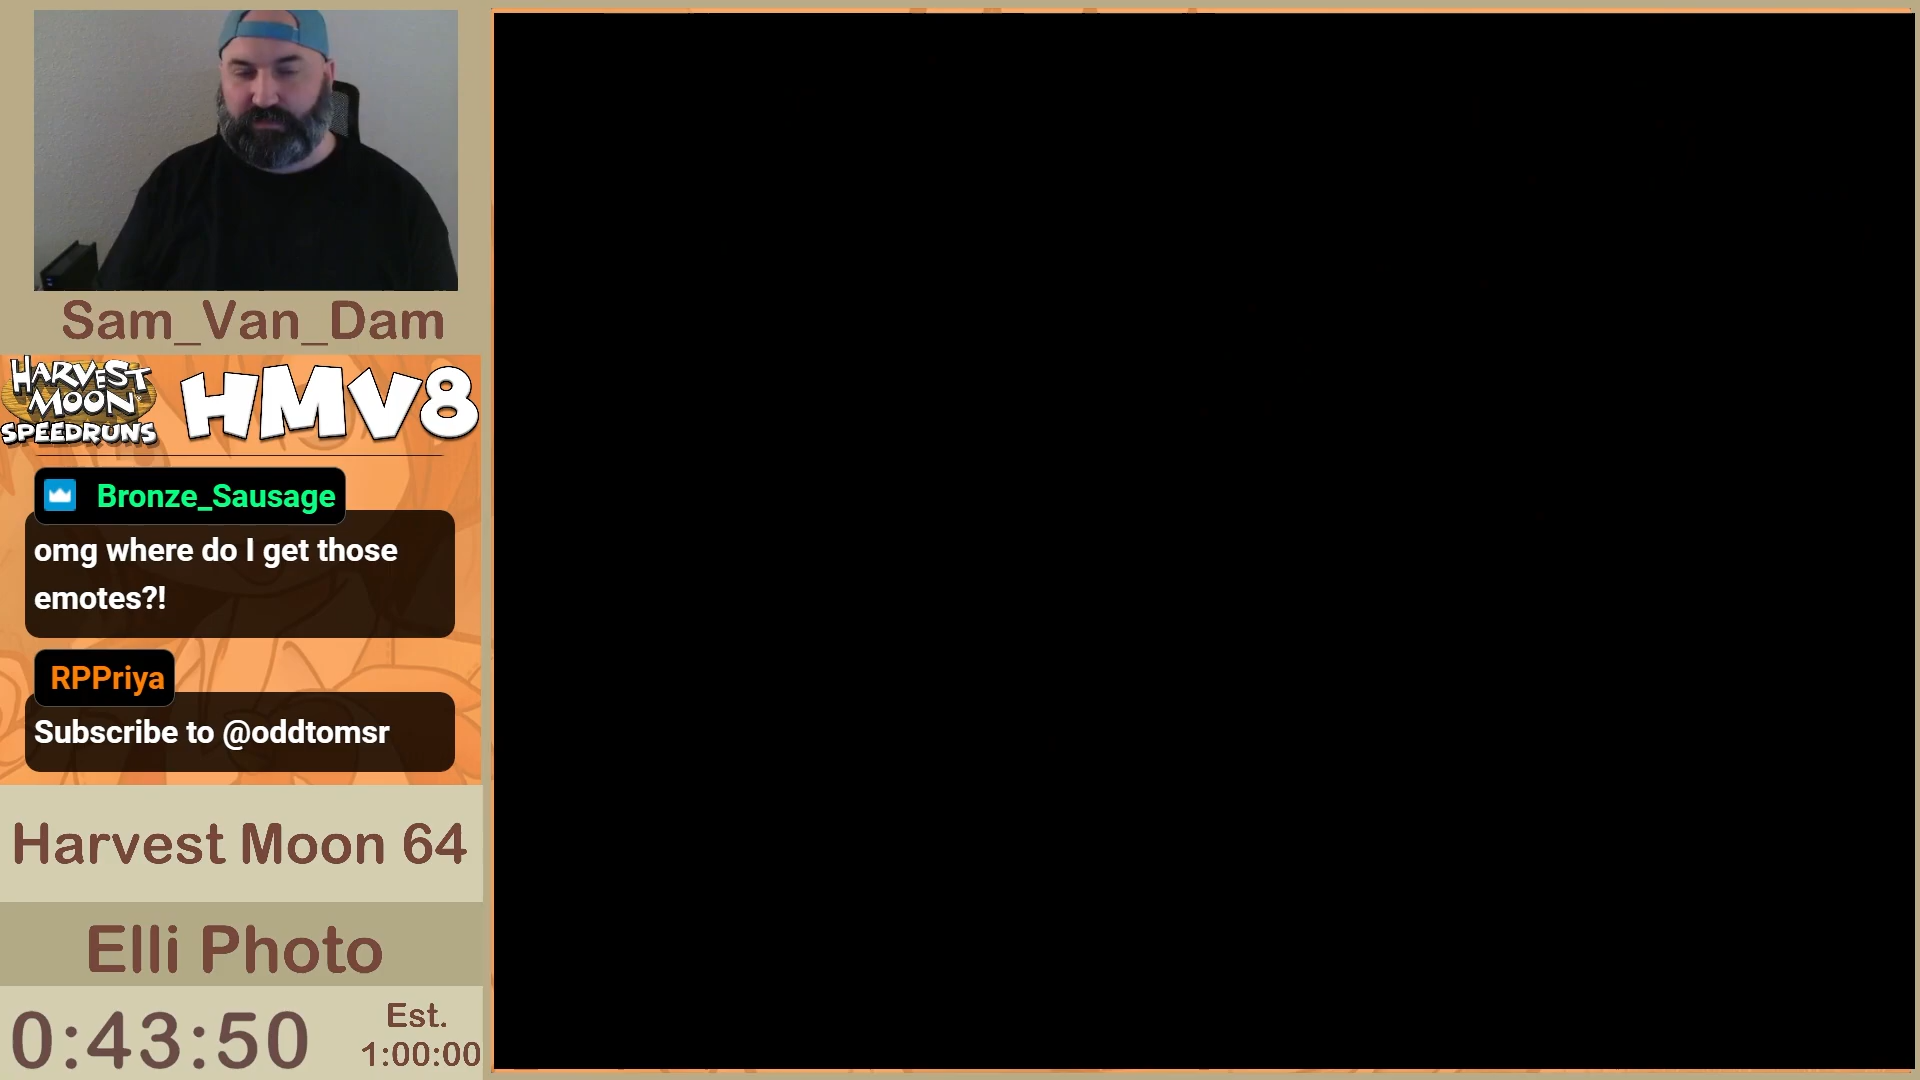 Sam_Van_Dam
HARVEST
MOON
SPEEDRUNS
HMV8
Bronze_Sausage
omg where do I get those
emotes?!
RPPriya
Subscribe to @oddtomsr
Harvest Moon 64
Elli Photo
0:43:50
Est.
1:00:00